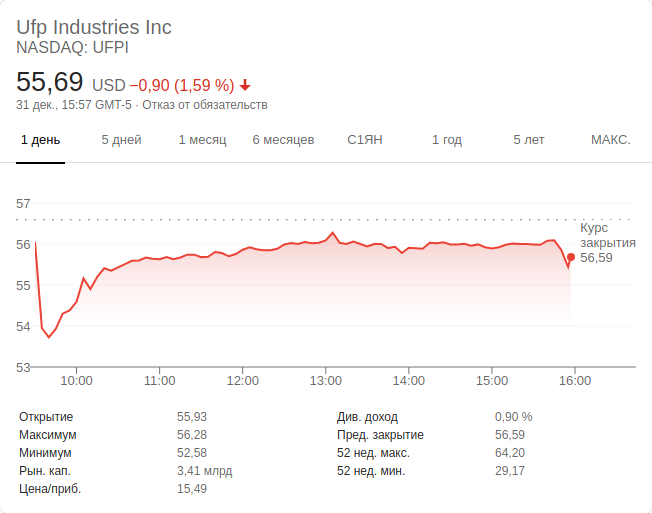 Ufp Industries Inc
NASDAQ: UFPI
55,69 USD −0,90 (1,59 %)
31 дек., 15:57 GMT-5 · Отказ от обязательств
1 день 5 дней 1 месяц 6 месяцев С1ЯН 1 год 5 лет МАКС.
57
56
55
54
53
Курс
закрытия
56,59
10:00 11:00 12:00 13:00 14:00 15:00 16:00
Открытие 55,93
Максимум 56,28
Минимум 52,58
Рын. кап. 3,41 млрд
Цена/приб. 15,49
Див. доход 0,90 %
Пред. закрытие 56,59
52 нед. макс. 64,20
52 нед. мин. 29,17